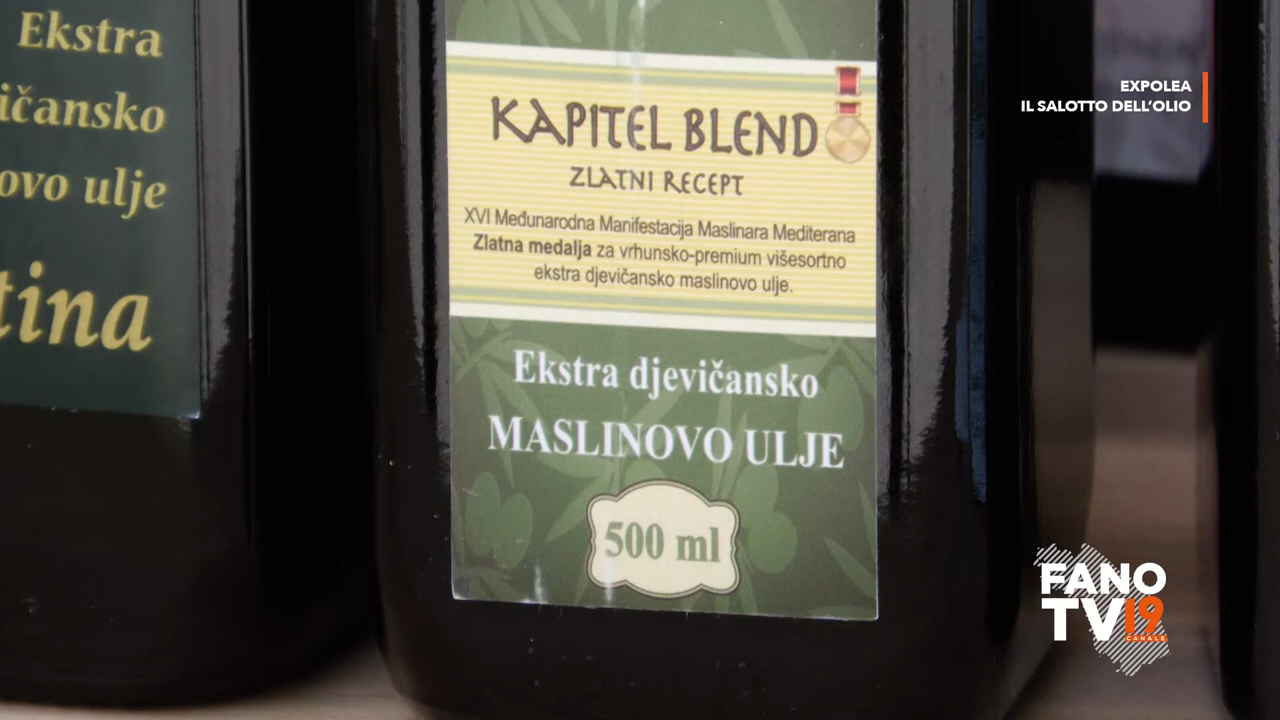 Ekstra
ičansko
ovo ulje
tina
KAPITEL BLEND
ZLATNI RECEPT
XVI Međunarodna Manifestacija Maslinara Mediterana
Zlatna medalja za vrhunsko-premium višesortno
ekstra djevičansko maslinovo ulje.
Ekstra djevičansko
MASLINOVO ULJE
500 ml
EXPOLEA
IL SALOTTO DELL'OLIO
FANO
TV19
CANALE